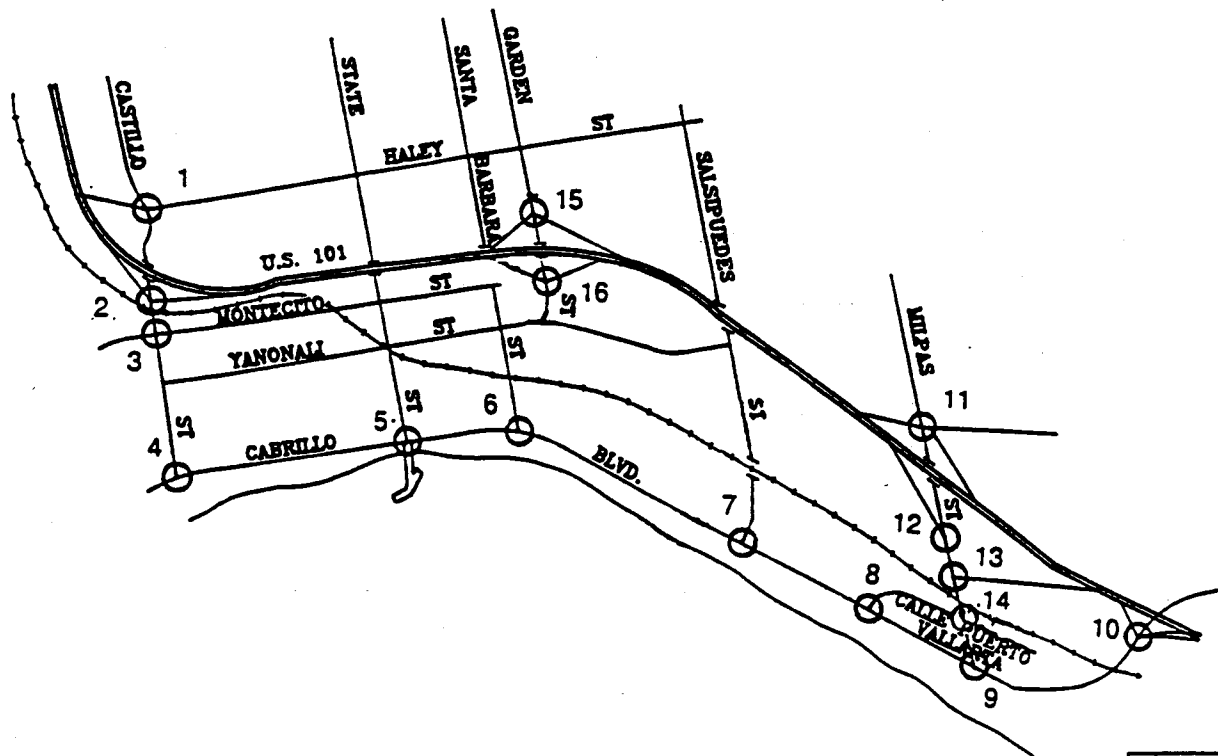 CASTILLO
STATE
SANTA
BARBARA
GARDEN
HALEY ST
SALSIPUEDES
1
15
U.S. 101
2
16
ST
MONTECITO ST
3
YANONALI ST
ST
MILPAS
ST
ST
ST
11
4
5
6
CABRILLO BLVD.
7
12
ST
13
8
14
CALLE PUERTO
VALLARTA
10
9